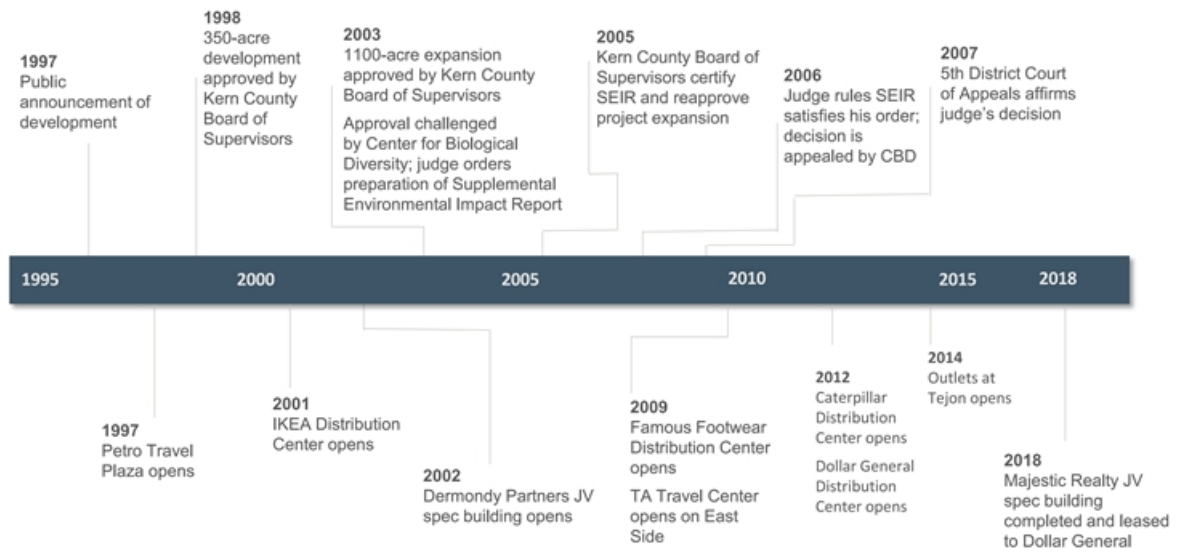 1997
Public
announcement of
development
1998
350-acre
development
approved by
Kern County
Board of
Supervisors
2003
1100-acre expansion
approved by Kern County
Board of Supervisors
Approval challenged
by Center for Biological
Diversity; judge orders
preparation of Supplemental
Environmental Impact Report
2005
Kern County Board of
Supervisors certify
SEIR and reapprove
project expansion
2006
Judge rules SEIR
satisfies his order;
decision is
appealed by CBD
2007
5th District Court
of Appeals affirms
judge's decision
1995 2000 2005 2010 2015 2018
1997
Petro Travel
Plaza opens
2001
IKEA Distribution
Center opens
2002
Dermondy Partners JV
spec building opens
2009
Famous Footwear
Distribution Center
opens
TA Travel Center
opens on East
Side
2012
Caterpillar
Distribution
Center opens
Dollar General
Distribution
Center opens
2014
Outlets at
Tejon opens
2018
Majestic Realty JV
spec building
completed and leased
to Dollar General